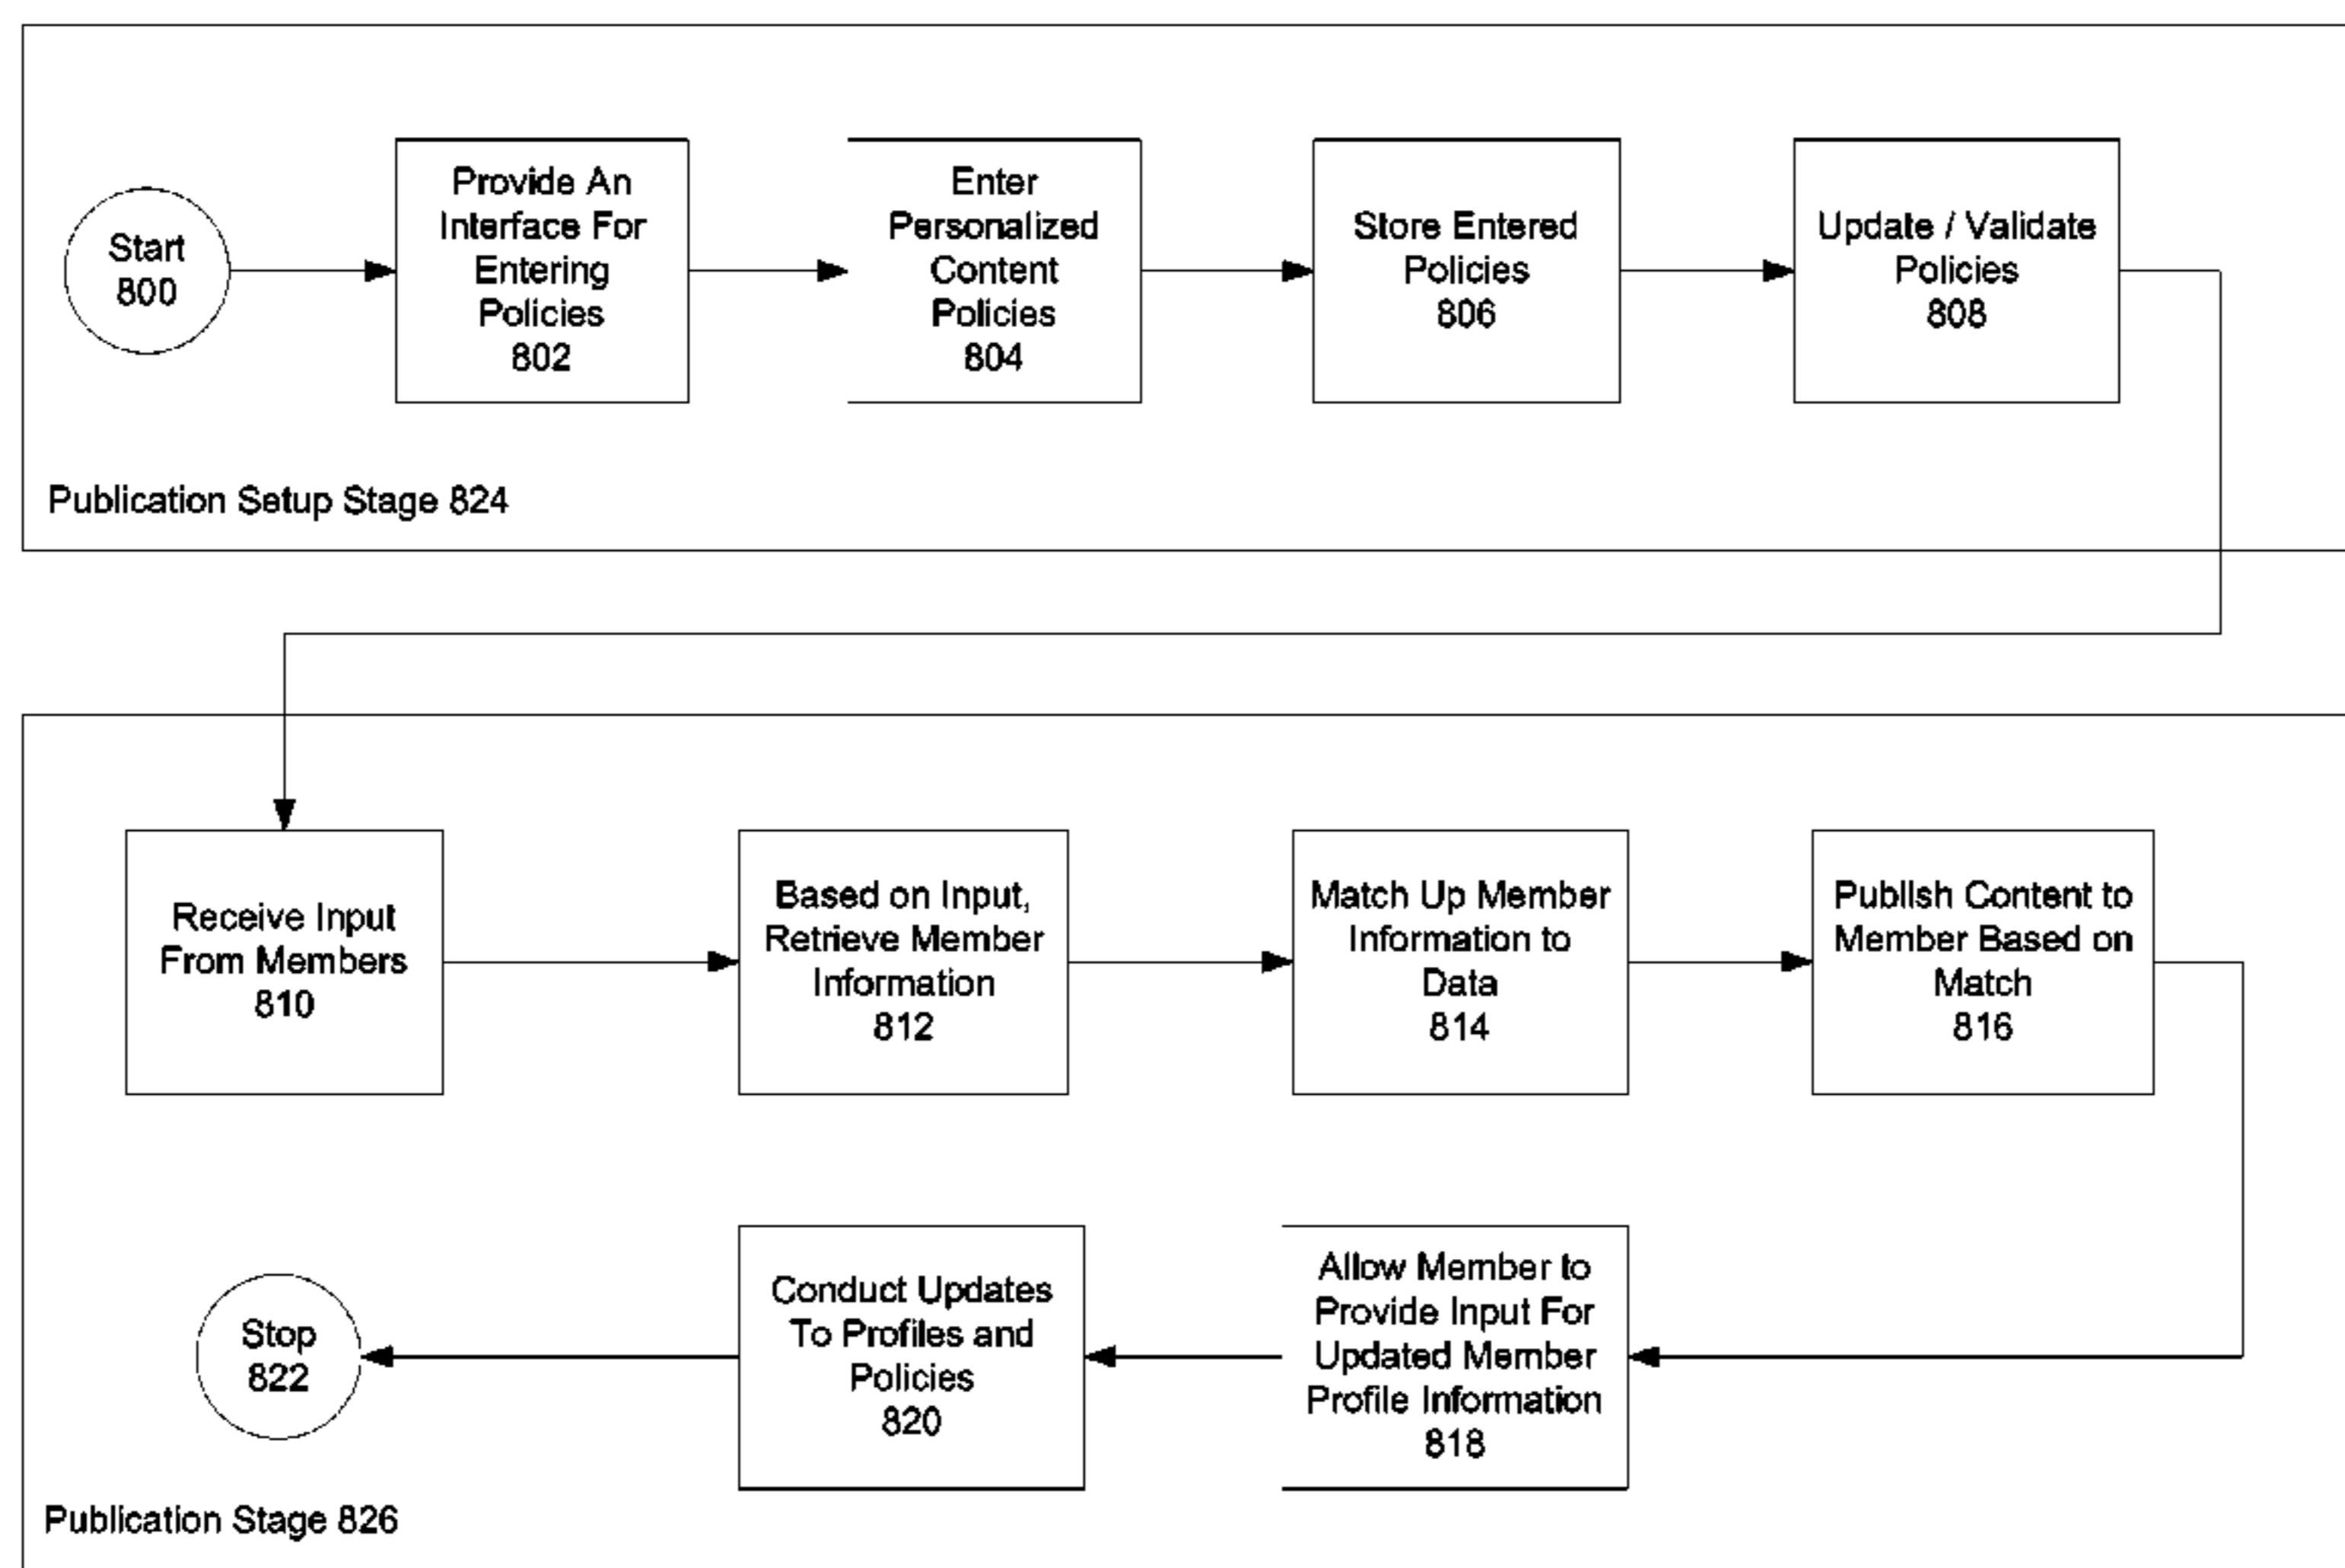 Start
800
Provide An
Interface For
Entering
Policies
802
Enter
Personalized
Content
Policies
804
Store Entered
Policies
806
Update / Validate
Policies
808
Publication Setup Stage 824
Receive Input
From Members
810
Based on Input,
Retrieve Member
Information
812
Match Up Member
Information to
Data
814
Publish Content to
Member Based on
Match
816
Allow Member to
Provide Input For
Updated Member
Profile Information
818
Conduct Updates
To Profiles and
Policies
820
Stop
822
Publication Stage 826